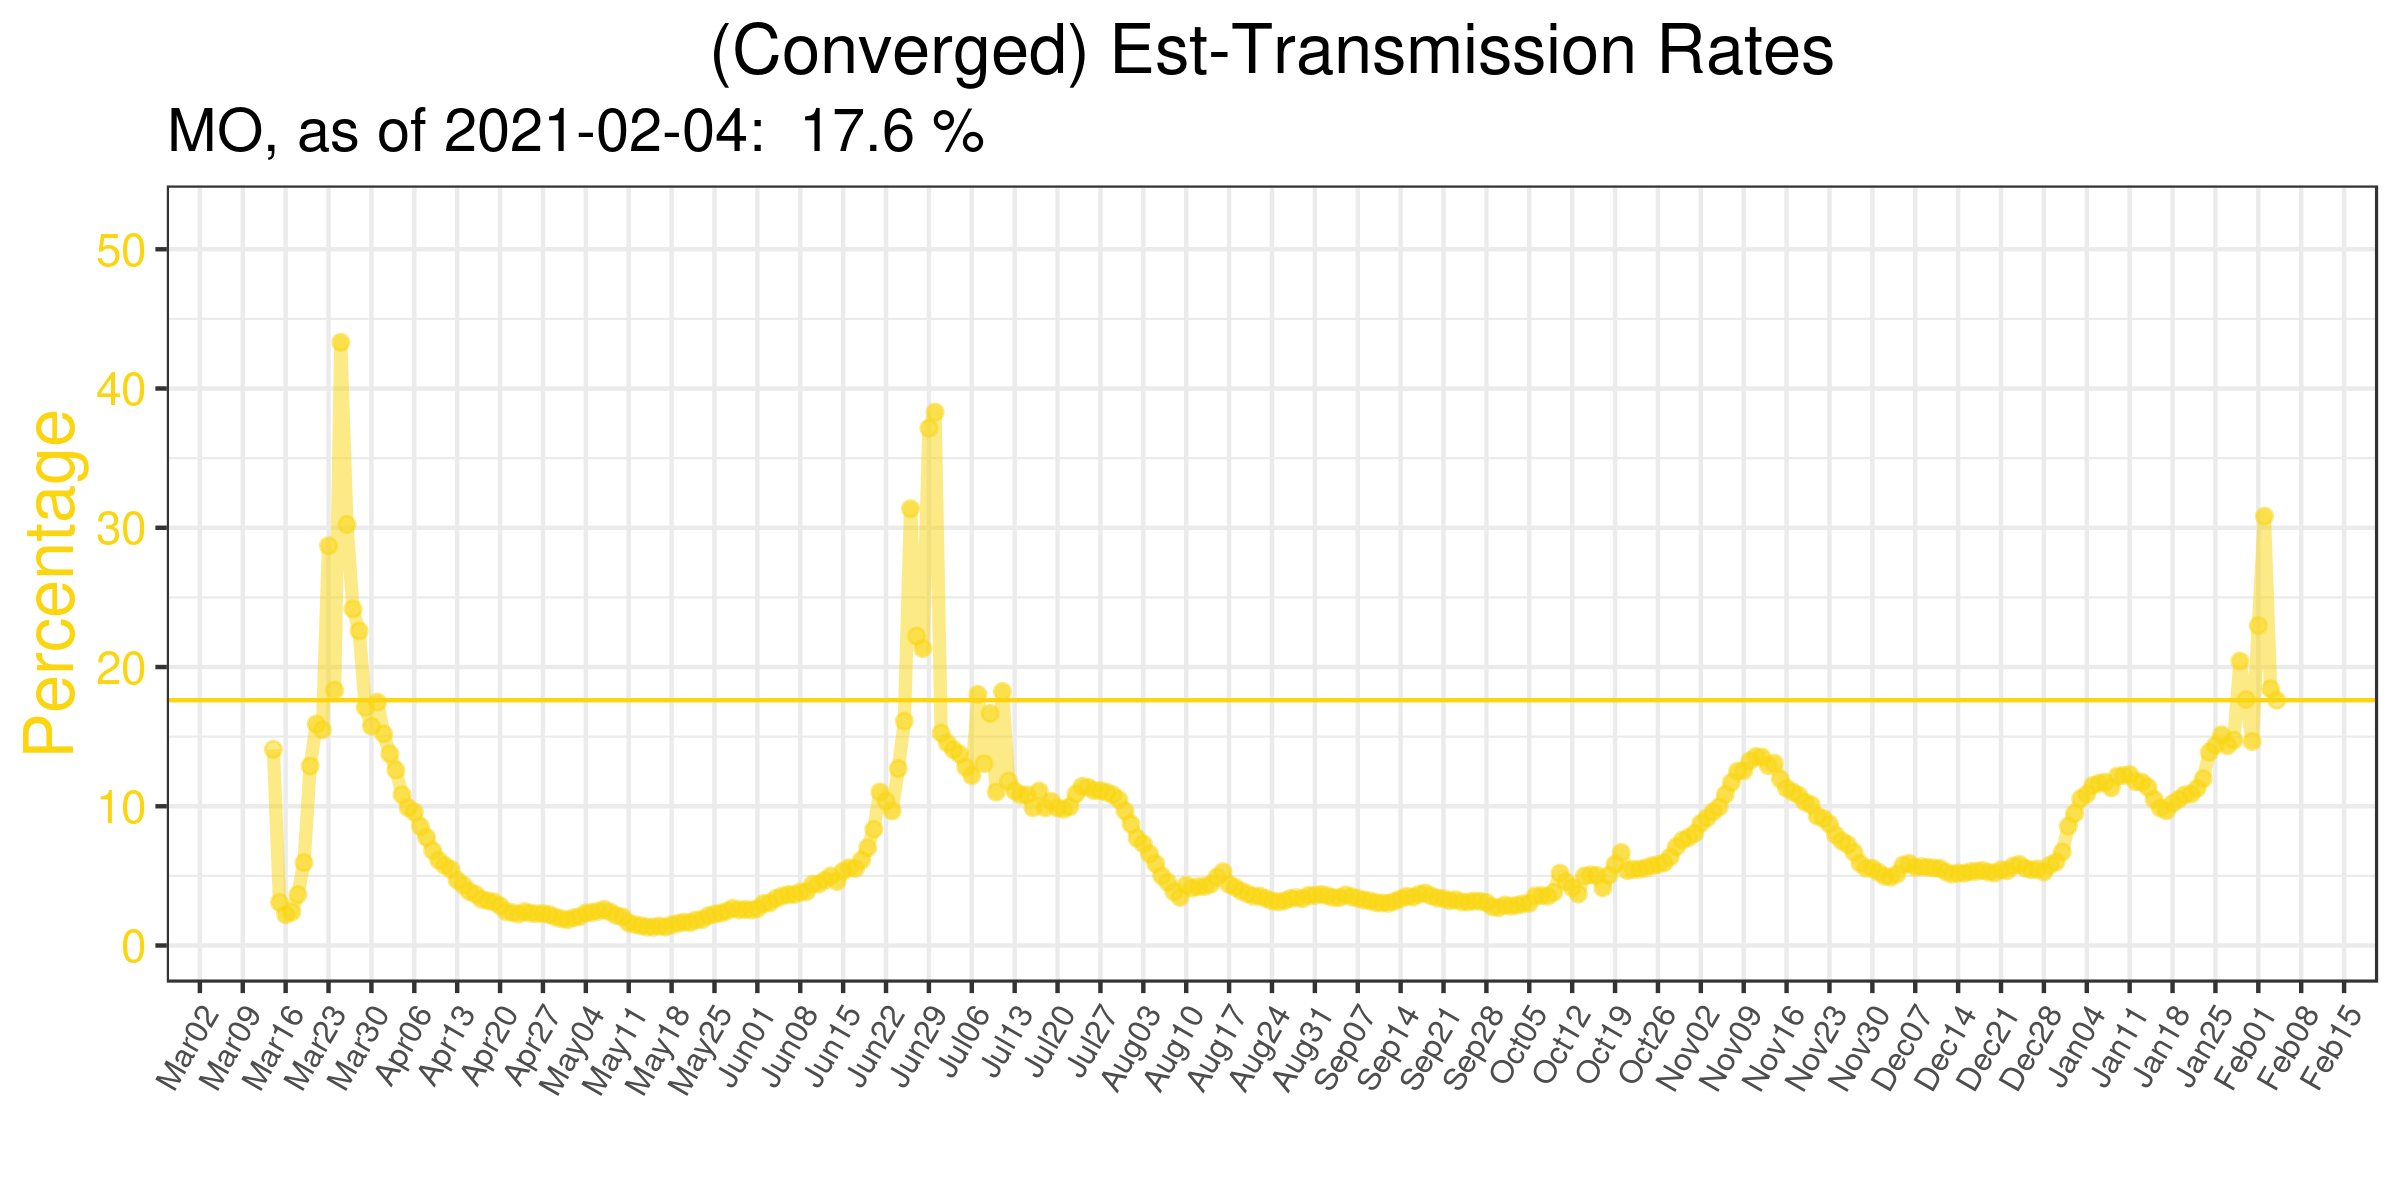 (Converged) Est-Transmission Rates
MO, as of 2021-02-04:  17.6 %
Percentage
50
40
30
20
10
0
Mar02
Mar09
Mar16
Mar23
Mar30
Apr06
Apr13
Apr20
Apr27
May04
May11
May18
May25
Jun01
Jun08
Jun15
Jun22
Jun29
Jul06
Jul13
Jul20
Jul27
Aug03
Aug10
Aug17
Aug24
Aug31
Sep07
Sep14
Sep21
Sep28
Oct05
Oct12
Oct19
Oct26
Nov02
Nov09
Nov16
Nov23
Nov30
Dec07
Dec14
Dec21
Dec28
Jan04
Jan11
Jan18
Jan25
Feb01
Feb08
Feb15